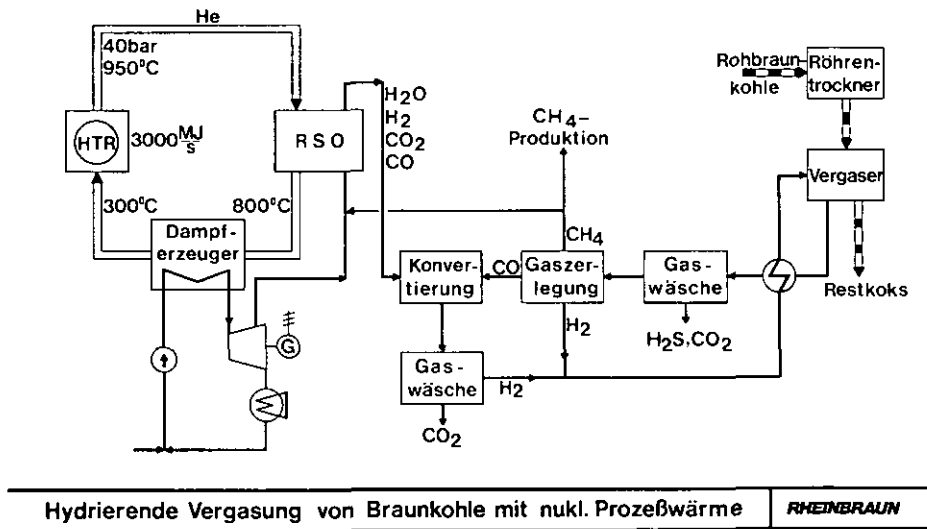 He
40bar
950°C
HTR
3000 MJ/s
RSO
H2O
H2
CO2
CO
300°C
800°C
Dampf-
erzeuger
G
CH4-
Produktion
CH4
Konver-
tierung
CO
Gaszer-
legung
Gas-
wäsche
H2S,CO2
H2
Gas-
wäsche
H2
CO2
Rohbraun-
kohle
Röhren-
trockner
Vergaser
Restkoks
Hydrierende Vergasung von Braunkohle mit nukl. Prozeßwärme
RHEINBRAUN